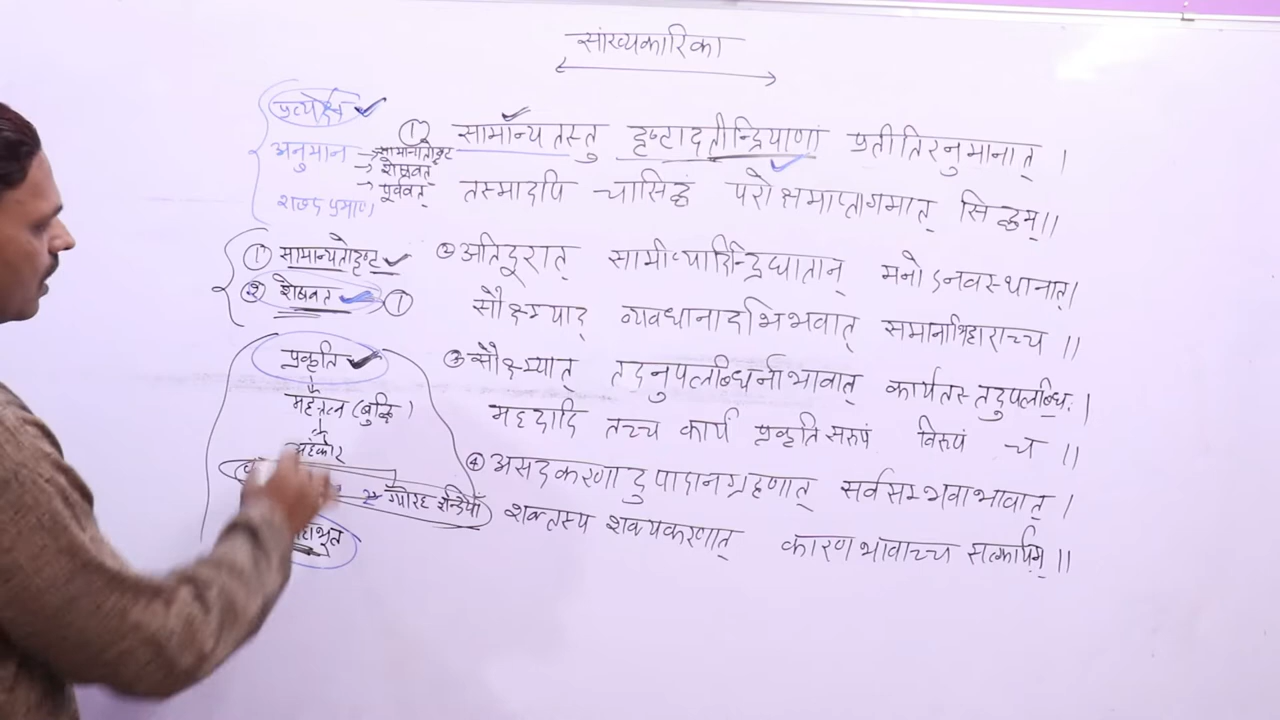 सांख्यकारिका
प्रत्यक्ष
अनुमान
सामान्यतोदृष्ट
शेषवत्
पूर्ववत्
शब्द प्रमाण
① सामान्यतस्तु दृष्टादतीन्द्रियाणां प्रतीतिरनुमानात् ।
तस्मादपि चासिद्धं परोक्षमाप्तागमात् सिद्धम् ॥
① सामान्यतोदृष्ट
② शेषवत ①
② अतिदूरात् सामीप्यादिन्द्रियघातान् मनोऽनवस्थानात् ।
सौक्ष्म्याद् व्यवधानादभिभवात् समानाभिहाराच्च ॥
प्रकृति
महत्तत्व (बुद्धि)
अहंकार
ग्यारह इन्द्रियाँ
महाभूत
③ सौक्ष्म्यात् तदनुपलब्धिर्नाभावात् कार्यतस्तदुपलब्धिः ।
महदादि तच्च कार्यं प्रकृतिसरुपं विरूपं च ॥
④ असदकरणादुपादानग्रहणात् सर्वसम्भवाभावात् ।
शक्तस्य शक्यकरणात् कारणभावाच्च सत्कार्यम् ॥